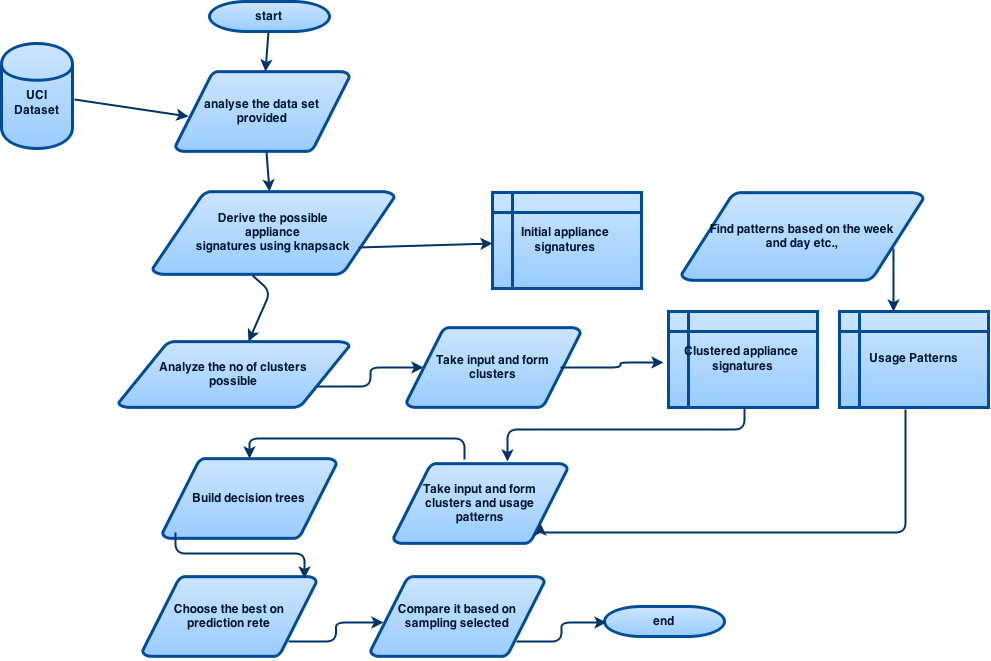 start
UCI
Dataset
analyse the data set
provided
Derive the possible
appliance
signatures using knapsack
Initial appliance
signatures
Find patterns based on the week
and day etc.,
Analyze the no of clusters
possible
Take input and form
clusters
Clustered appliance
signatures
Usage Patterns
Build decision trees
Take input and form
clusters and usage
patterns
Choose the best on
prediction rete
Compare it based on
sampling selected
end